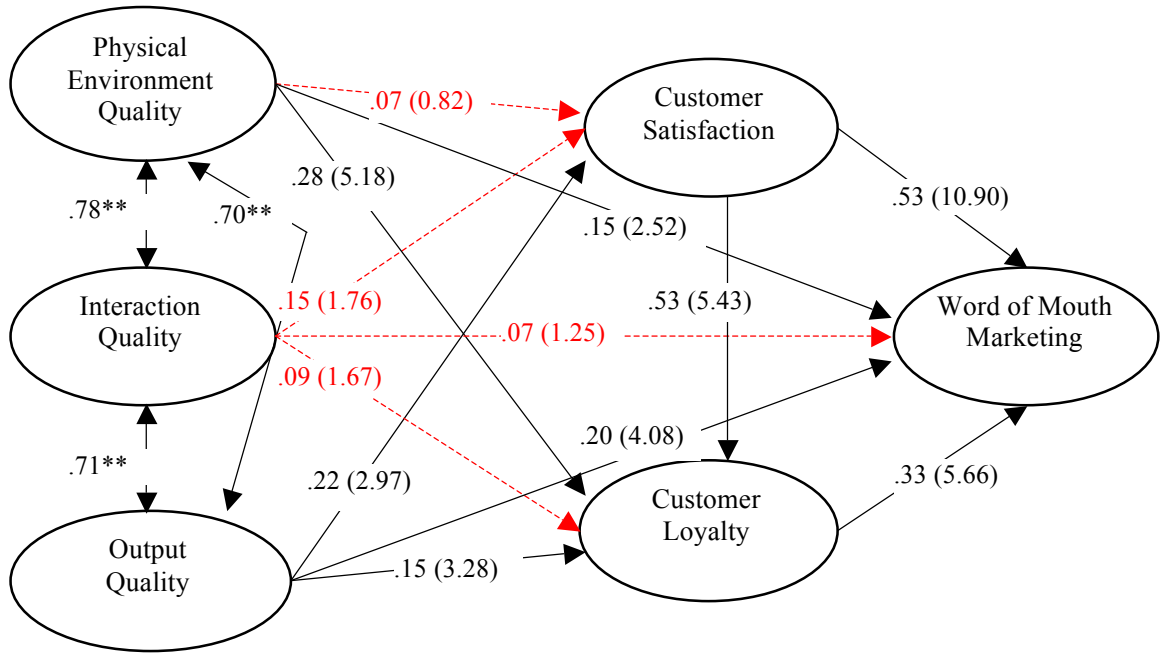 Physical
Environment
Quality
Customer
Satisfaction
.07 (0.82)
.28 (5.18)
.78**
.70**
.15 (2.52)
.53 (10.90)
Interaction
Quality
.15 (1.76)
.53 (5.43)
Word of Mouth
Marketing
.07 (1.25)
.09 (1.67)
.71**
.20 (4.08)
.22 (2.97)
.33 (5.66)
Customer
Loyalty
Output
Quality
.15 (3.28)